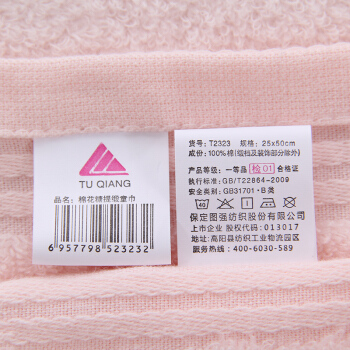 TU QIANG
品名：棉花糖提缎童巾
6 957798 523232
货号：T2323 规格：25x50cm
成份：100%棉(缎档及装饰部分除外)
产品等级：一等品 检01 合格
执行标准：GB/T22864-2009
安全类别：GB31701·B类
40
保定图强纺织股份有限公司
上市企业 股份代码：013017
地址：高阳县纺织工业物流园区
服务热线：400-6030-589